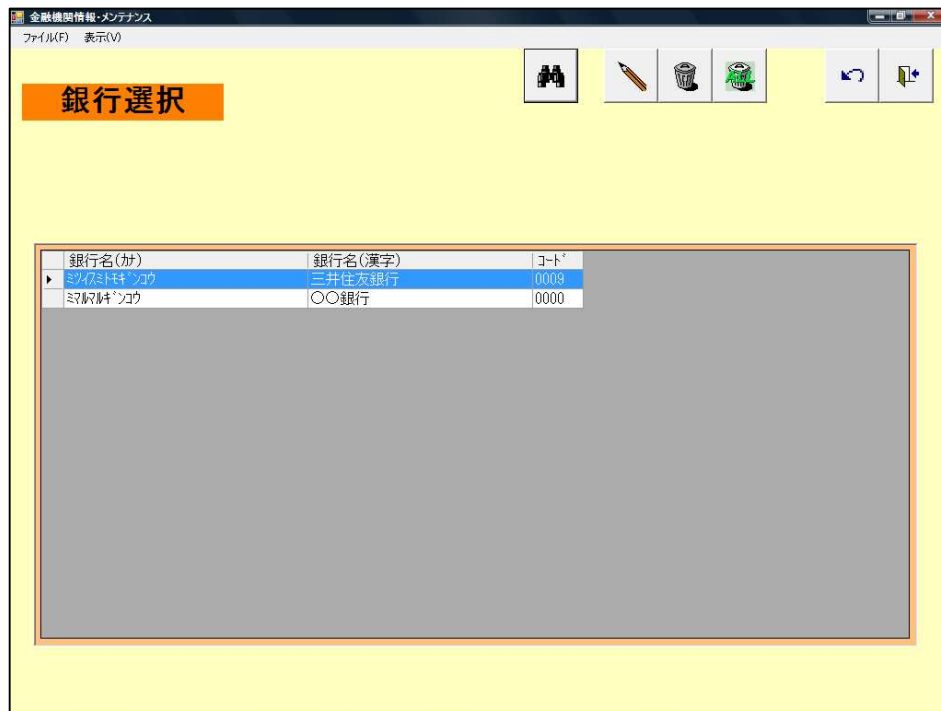 金融機関情報・メンテナンス
ファイル(F) 表示(V)
銀行選択
銀行名(ｶﾅ) 銀行名(漢字) ｺｰﾄﾞ
ﾐﾂｲｽﾐﾄﾓｷﾞﾝｺｳ 三井住友銀行 0009
ﾐﾏﾙﾏﾙｷﾞﾝｺｳ 〇〇銀行 0000